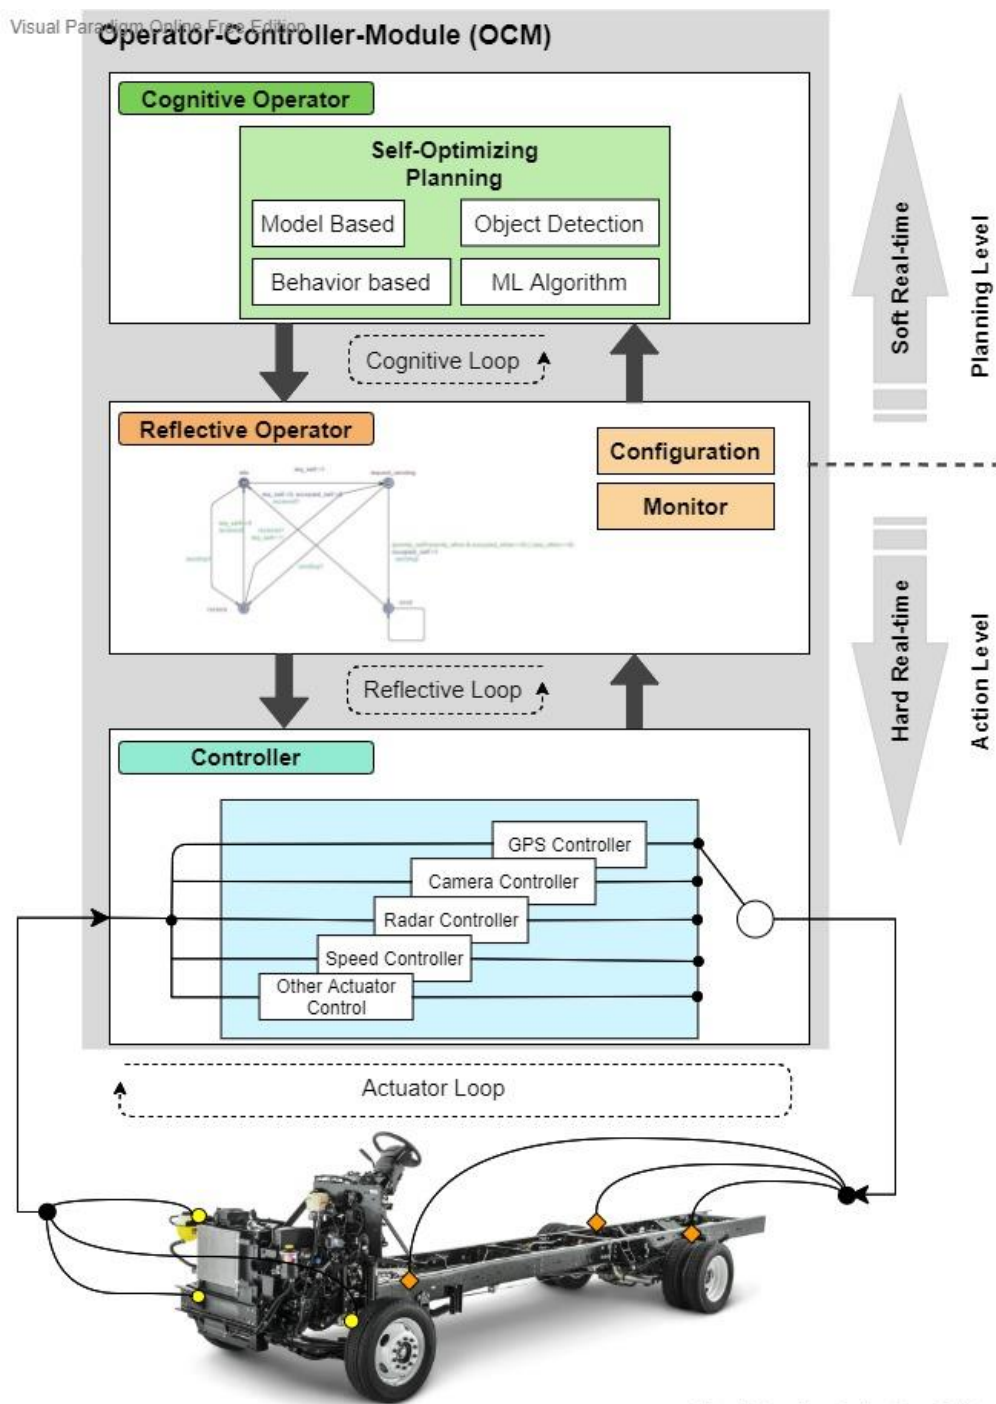 Visual Paradigm Online Free Edition
Operator-Controller-Module (OCM)
Cognitive Operator
Self-Optimizing
Planning
Model Based
Object Detection
Behavior based
ML Algorithm
Cognitive Loop
Soft Real-time
Planning Level
Reflective Operator
Configuration
Monitor
Reflective Loop
Hard Real-time
Action Level
Controller
GPS Controller
Camera Controller
Radar Controller
Speed Controller
Other Actuator
Control
Actuator Loop